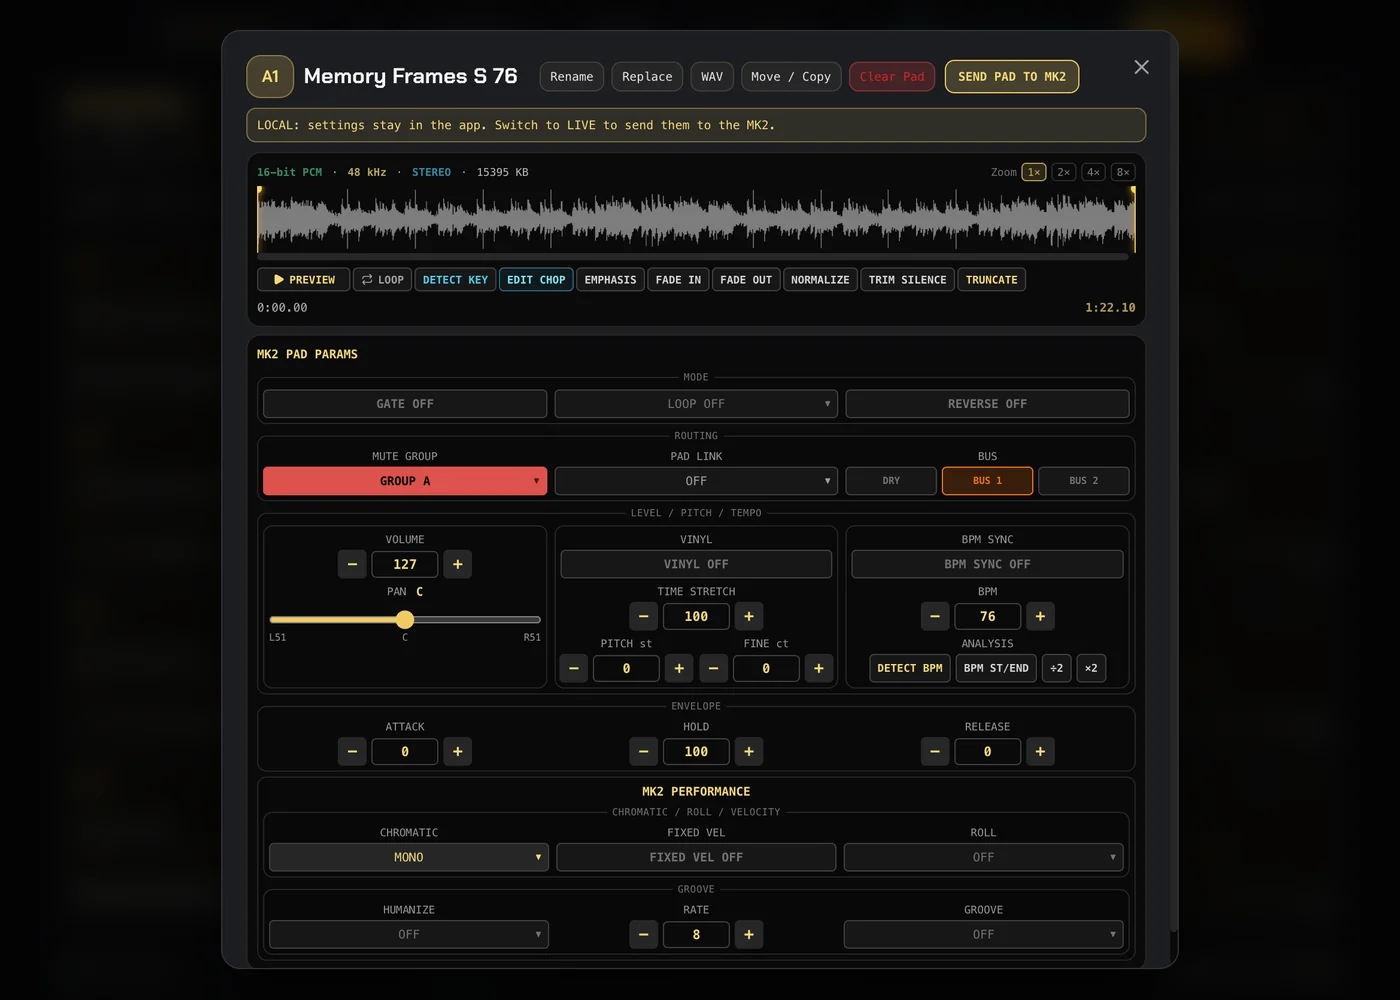 A1 Memory Frames S 76 Rename Replace WAV Move / Copy Clear Pad SEND PAD TO MK2
LOCAL: settings stay in the app. Switch to LIVE to send them to the MK2.
16-bit PCM · 48 kHz · STEREO · 15395 KB Zoom 1× 2× 4× 8×
PREVIEW LOOP DETECT KEY EDIT CHOP EMPHASIS FADE IN FADE OUT NORMALIZE TRIM SILENCE TRUNCATE
0:00.00 1:22.10
MK2 PAD PARAMS
MODE
GATE OFF LOOP OFF REVERSE OFF
ROUTING
MUTE GROUP PAD LINK BUS
GROUP A OFF DRY BUS 1 BUS 2
LEVEL / PITCH / TEMPO
VOLUME VINYL BPM SYNC
− 127 + VINYL OFF BPM SYNC OFF
PAN C TIME STRETCH BPM
− 100 + − 76 +
L51 C R51 PITCH st FINE ct ANALYSIS
− 0 + − 0 + DETECT BPM BPM ST/END ÷2 ×2
ENVELOPE
ATTACK HOLD RELEASE
− 0 + − 100 + − 0 +
MK2 PERFORMANCE
CHROMATIC / ROLL / VELOCITY
CHROMATIC FIXED VEL ROLL
MONO FIXED VEL OFF OFF
GROOVE
HUMANIZE RATE GROOVE
OFF − 8 + OFF